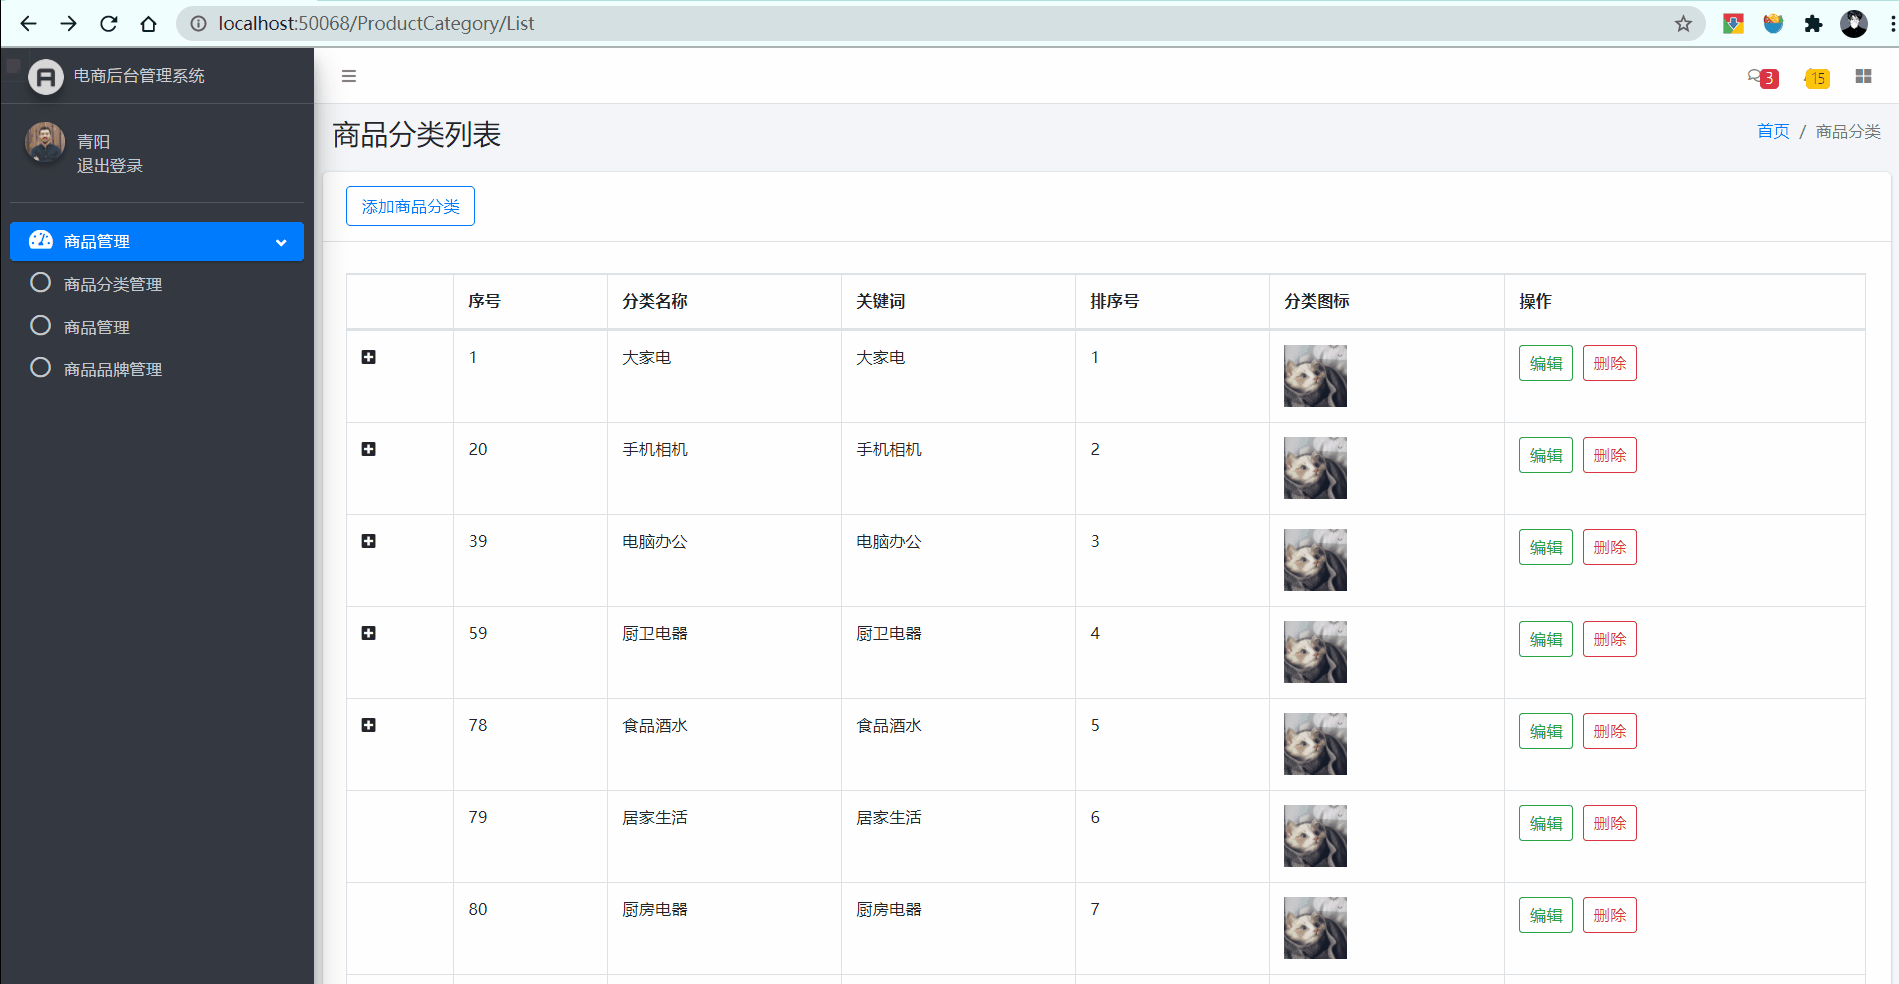 localhost:50068/ProductCategory/List
电商后台管理系统
3
15
青阳
退出登录
商品管理
商品分类管理
商品管理
商品品牌管理
商品分类列表
首页 / 商品分类
添加商品分类
序号 分类名称 关键词 排序号 分类图标 操作
1 大家电 大家电 1 编辑 删除
20 手机相机 手机相机 2 编辑 删除
39 电脑办公 电脑办公 3 编辑 删除
59 厨卫电器 厨卫电器 4 编辑 删除
78 食品酒水 食品酒水 5 编辑 删除
79 居家生活 居家生活 6 编辑 删除
80 厨房电器 厨房电器 7 编辑 删除